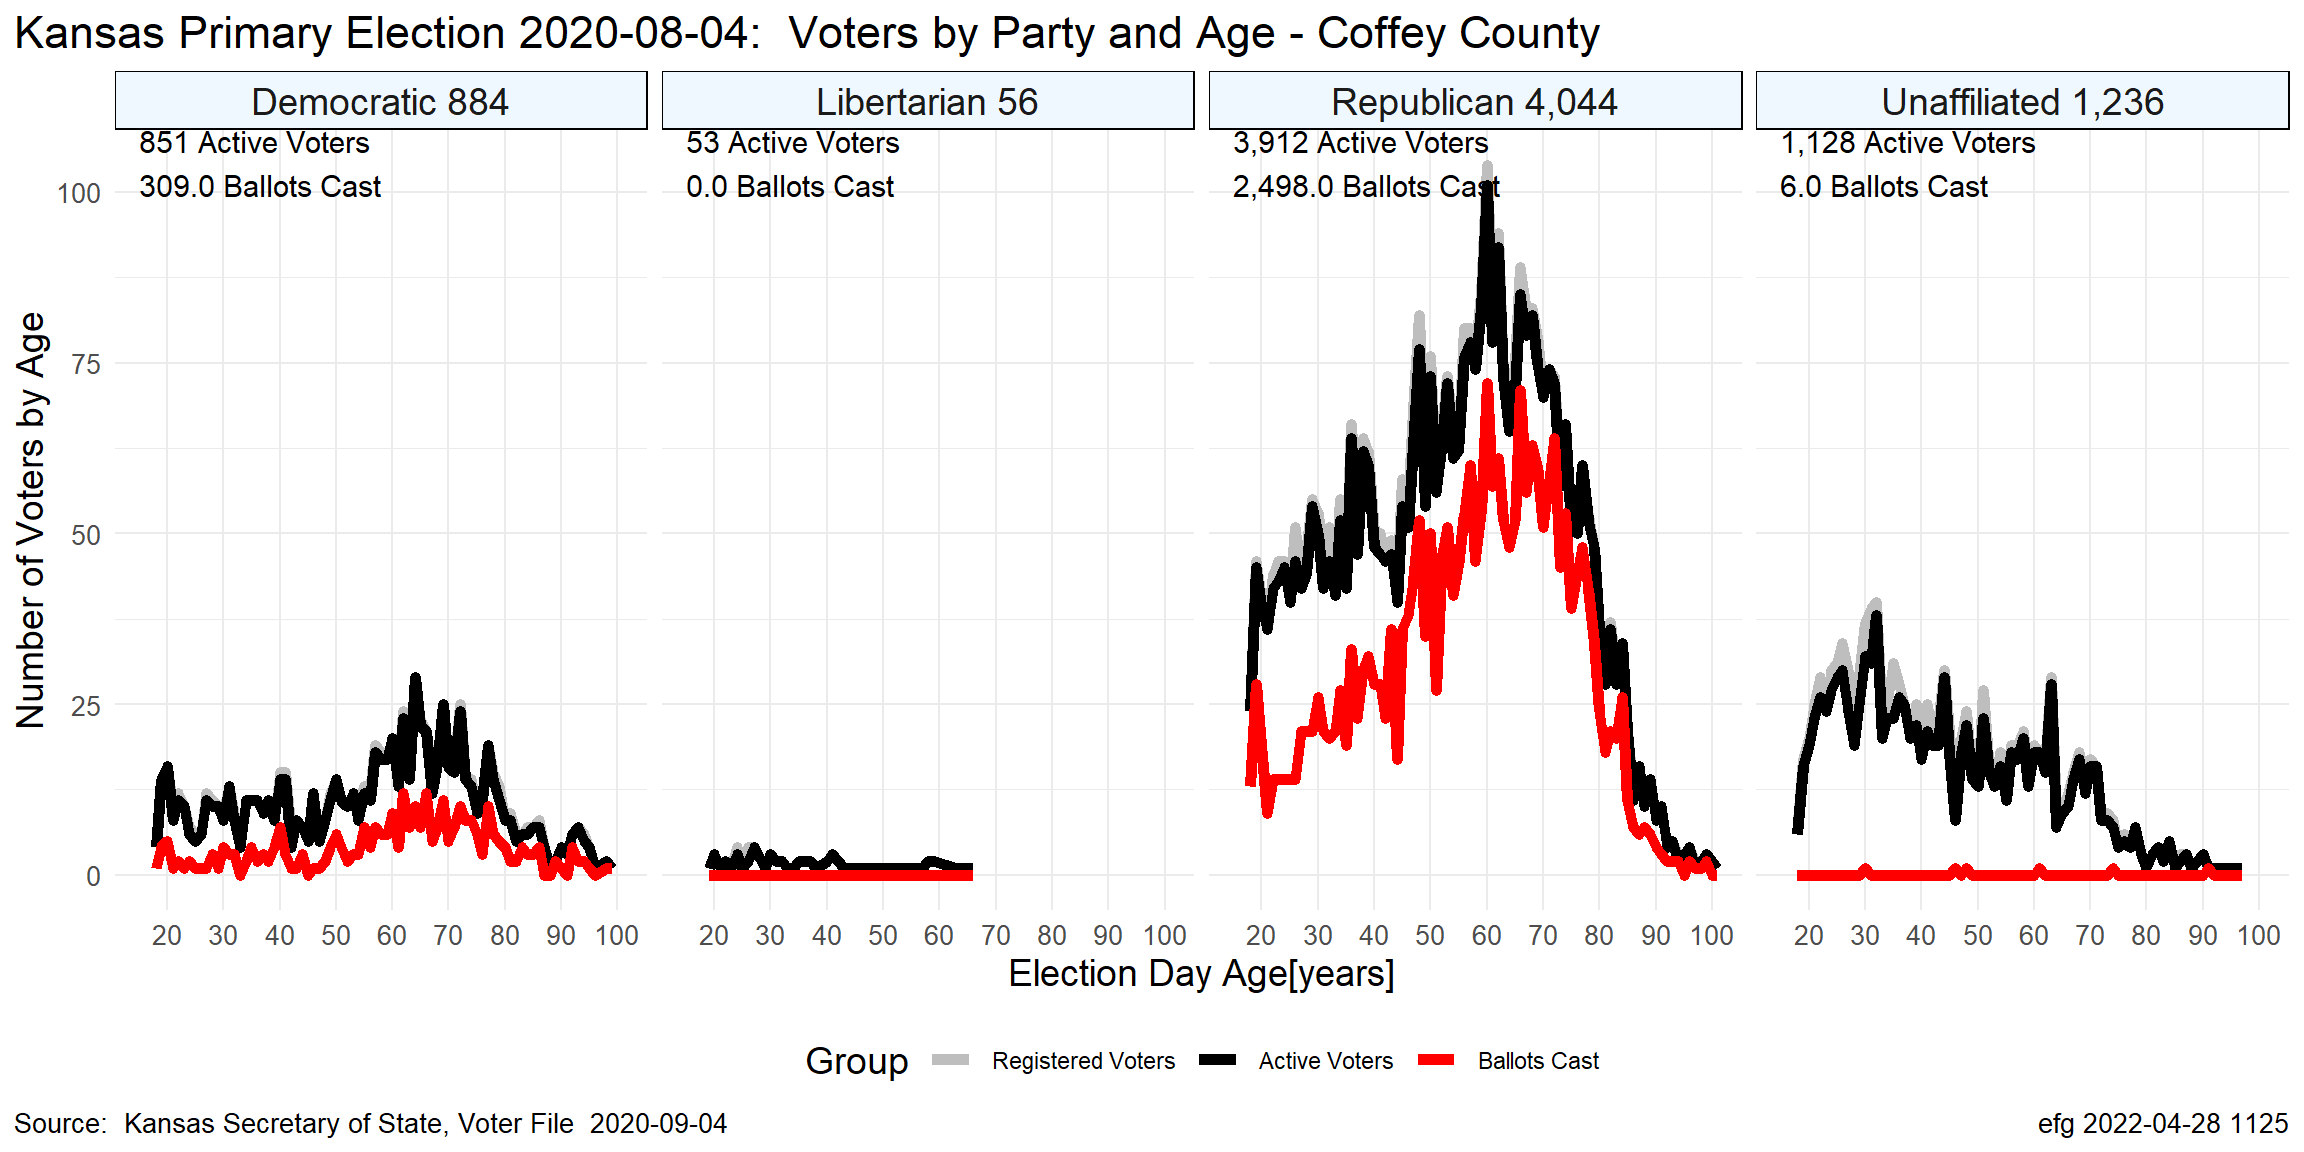 Kansas Primary Election 2020-08-04:  Voters by Party and Age - Coffey County
Democratic 884
Libertarian 56
Republican 4,044
Unaffiliated 1,236
851 Active Voters
309.0 Ballots Cast
53 Active Voters
0.0 Ballots Cast
3,912 Active Voters
2,498.0 Ballots Cast
1,128 Active Voters
6.0 Ballots Cast
Number of Voters by Age
100
75
50
25
0
20 30 40 50 60 70 80 90 100
20 30 40 50 60 70 80 90 100
20 30 40 50 60 70 80 90 100
20 30 40 50 60 70 80 90 100
Election Day Age[years]
Group Registered Voters Active Voters Ballots Cast
Source:  Kansas Secretary of State, Voter File  2020-09-04
efg 2022-04-28 1125